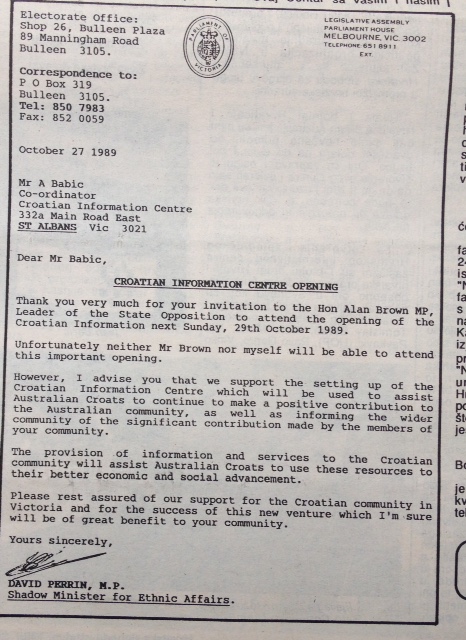 Electorate Office:
Shop 26, Bulleen Plaza
89 Manningham Road
Bulleen 3105.
Correspondence to:
P O Box 319
Bulleen 3105.
Tel: 850 7983
Fax: 852 0059
PARLIAMENT OF
VICTORIA
LEGISLATIVE ASSEMBLY
PARLIAMENT HOUSE
MELBOURNE, VIC. 3002
TELEPHONE 651 8911
EXT.
October 27 1989
Mr A Babic
Co-ordinator
Croatian Information Centre
332a Main Road East
ST ALBANS Vic 3021
Dear Mr Babic,
CROATIAN INFORMATION CENTRE OPENING
Thank you very much for your invitation to the Hon Alan Brown MP,
Leader of the State Opposition to attend the opening of the
Croatian Information next Sunday, 29th October 1989.
Unfortunately neither Mr Brown nor myself will be able to attend
this important opening.
However, I advise you that we support the setting up of the
Croatian Information Centre which will be used to assist
Australian Croats to continue to make a positive contribution to
the Australian community, as well as informing the wider
community of the significant contribution made by the members of
your community.
The provision of information and services to the Croatian
community will assist Australian Croats to use these resources to
their better economic and social advancement.
Please rest assured of our support for the Croatian community in
Victoria and for the success of this new venture which I'm sure
will be of great benefit to your community.
Yours sincerely,
DAVID PERRIN, M.P.
Shadow Minister for Ethnic Affairs.